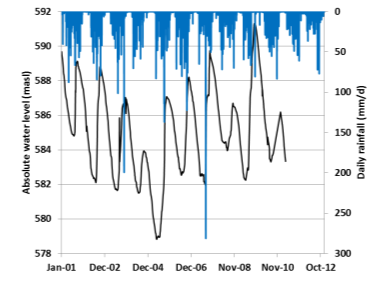 592 0
590 50
588 100
586 150
584
582 200
580 250
578 300
Absolute water level (masl)
Daily rainfall (mm/d)
Jan-01 Dec-02 Dec-04 Dec-06 Nov-08 Nov-10 Oct-12